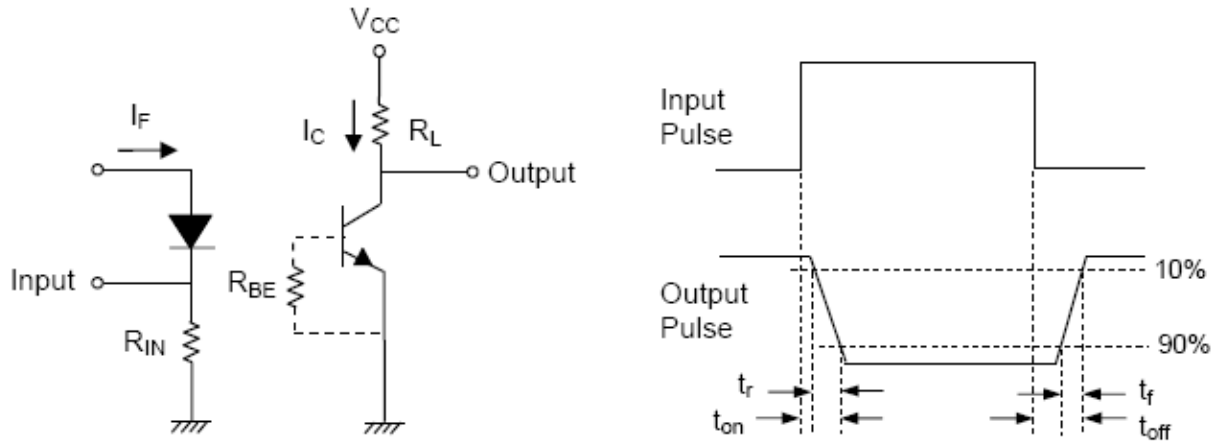 V_CC
I_F
I_C
R_L
Output
Input
R_BE
R_IN
Input
Pulse
10%
Output
Pulse
90%
t_r
t_f
t_on
t_off